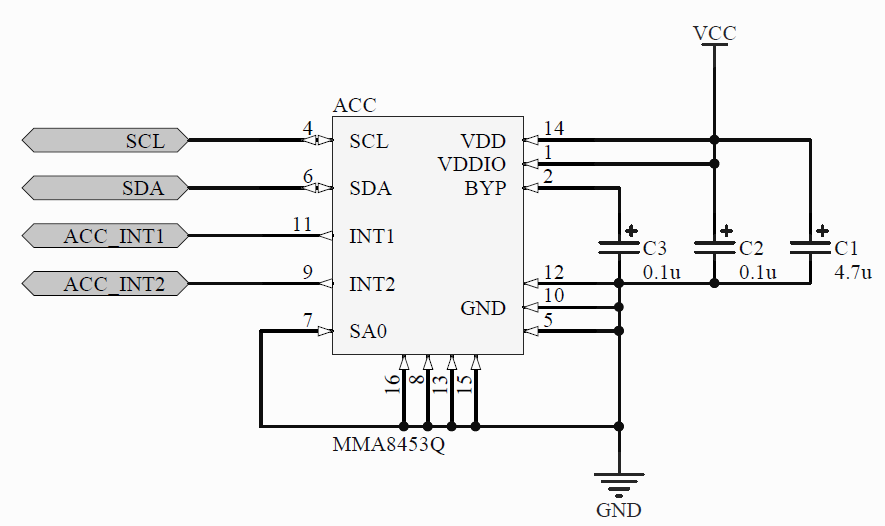 VCC
ACC
SCL
4
SCL
VDD
14
VDDIO
1
SDA
6
SDA
BYP
2
ACC_INT1
11
INT1
+
+
+
C3
0.1u
C2
0.1u
C1
4.7u
ACC_INT2
9
INT2
12
GND
10
7
SA0
5
16
8
13
15
MMA8453Q
GND